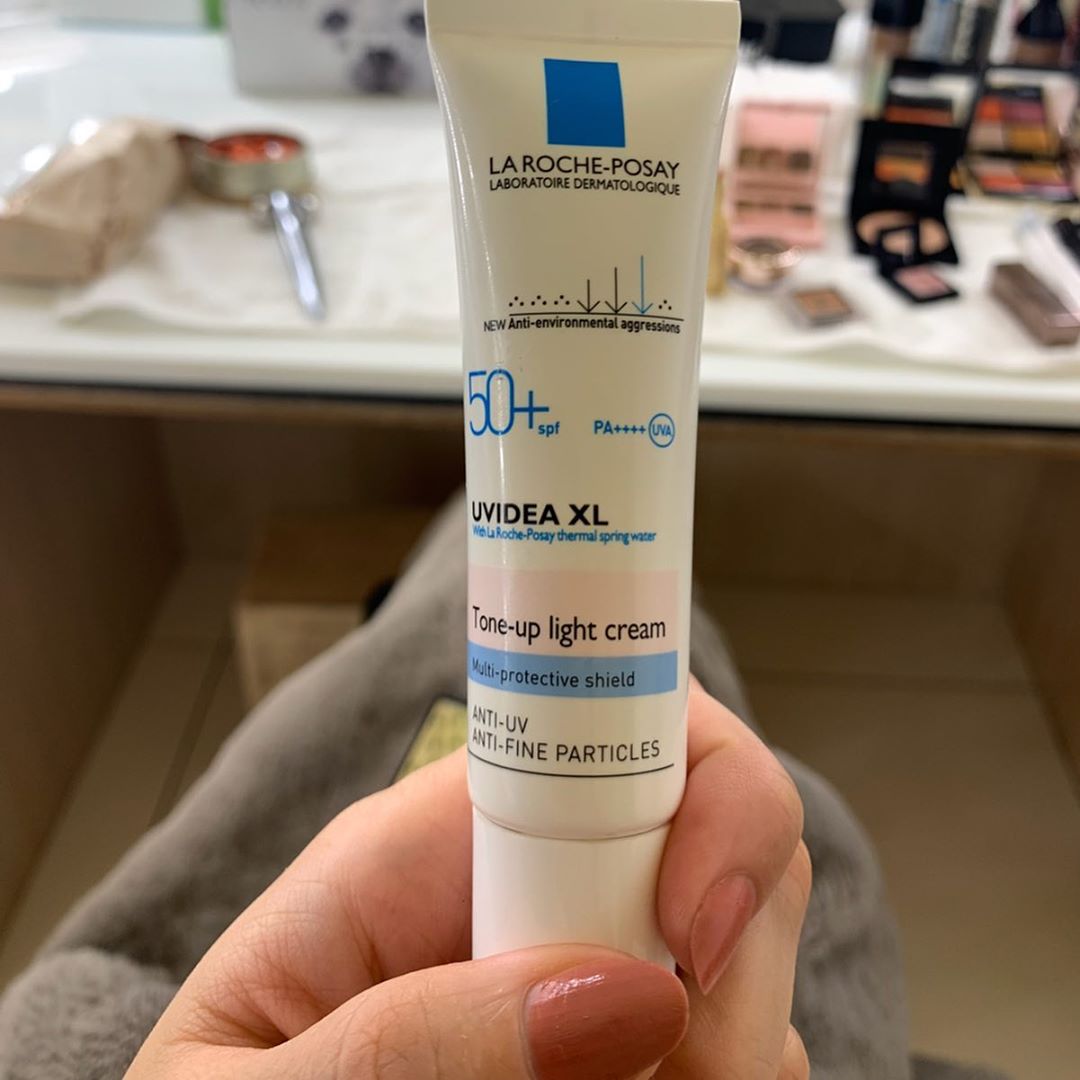 LA ROCHE-POSAY
LABORATOIRE DERMATOLOGIQUE
NEW Anti-environmental aggressions
50+ spf PA++++ UVA
UVIDEA XL
With La Roche-Posay thermal spring water
Tone-up light cream
Multi-protective shield
ANTI-UV
ANTI-FINE PARTICLES